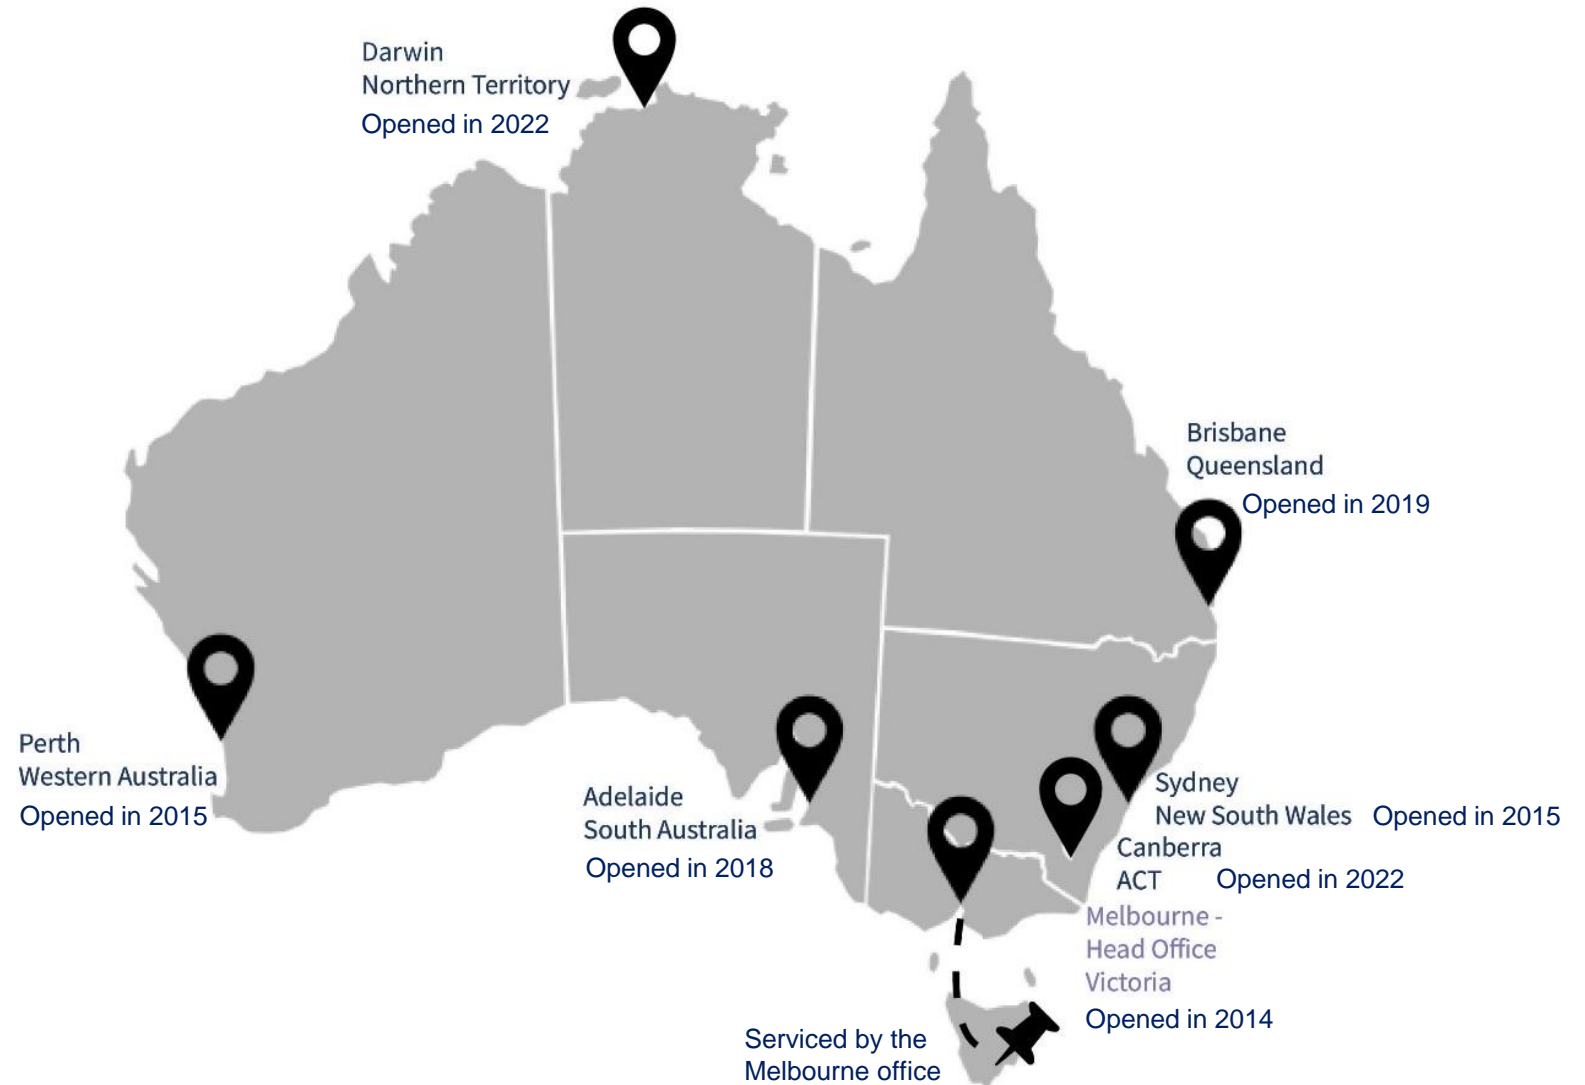 Darwin
Northern Territory
Opened in 2022
Brisbane
Queensland
Opened in 2019
Perth
Western Australia
Opened in 2015
Adelaide
South Australia
Opened in 2018
Sydney
New South Wales Opened in 2015
Canberra
ACT Opened in 2022
Melbourne -
Head Office
Victoria
Opened in 2014
Serviced by the
Melbourne office